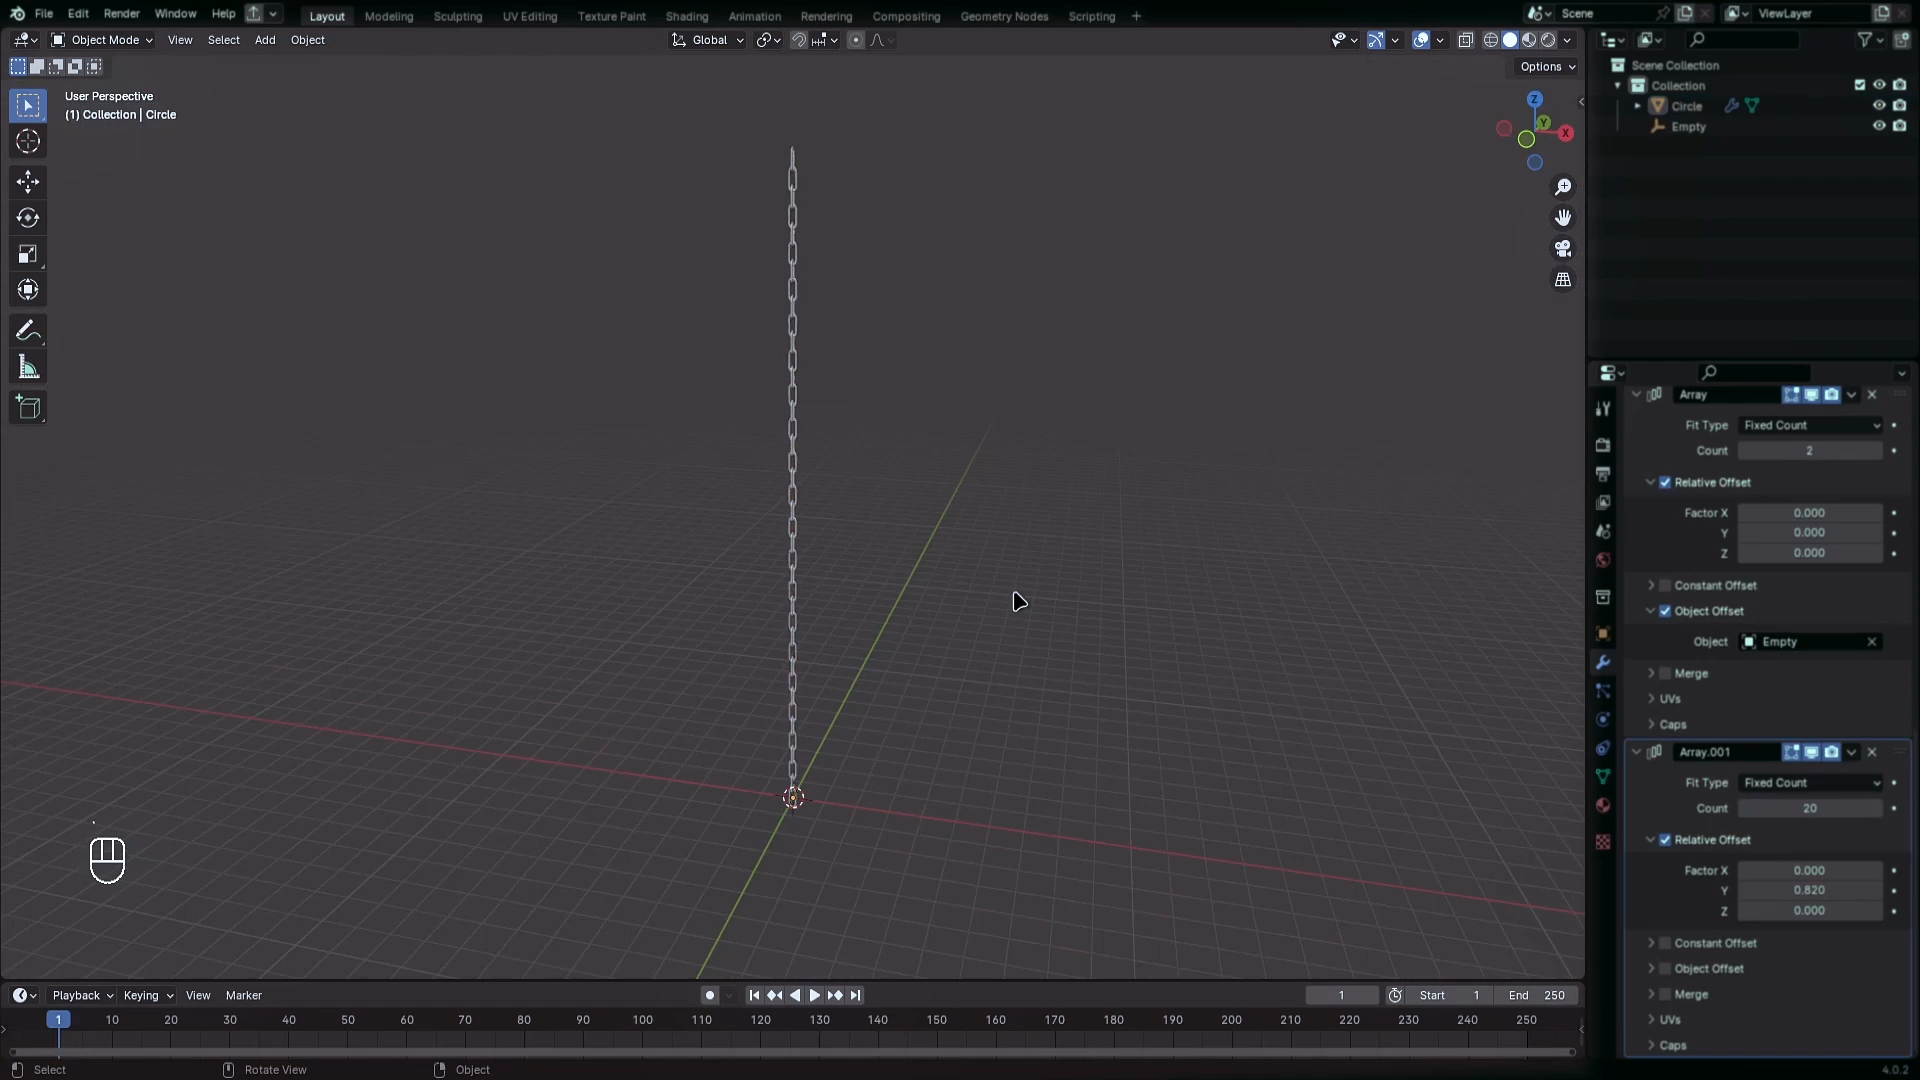 File Edit Render Window Help
Layout Modeling Sculpting UV Editing Texture Paint Shading Animation Rendering Compositing Geometry Nodes Scripting +
Scene ViewLayer
Object Mode View Select Add Object
Global
Options
User Perspective
(1) Collection | Circle
Z
Y
X
Scene Collection
Collection
Circle
Empty
Array
Fit Type Fixed Count
Count 2
Relative Offset
Factor X 0.000
Y 0.000
Z 0.000
Constant Offset
Object Offset
Object Empty
Merge
UVs
Caps
Array.001
Fit Type Fixed Count
Count 20
Relative Offset
Factor X 0.000
Y 0.820
Z 0.000
Constant Offset
Object Offset
Merge
UVs
Caps
Playback Keying View Marker
1 Start 1 End 250
1 10 20 30 40 50 60 70 80 90 100 110 120 130 140 150 160 170 180 190 200 210 220 230 240 250
Select Rotate View Object
4.0.2